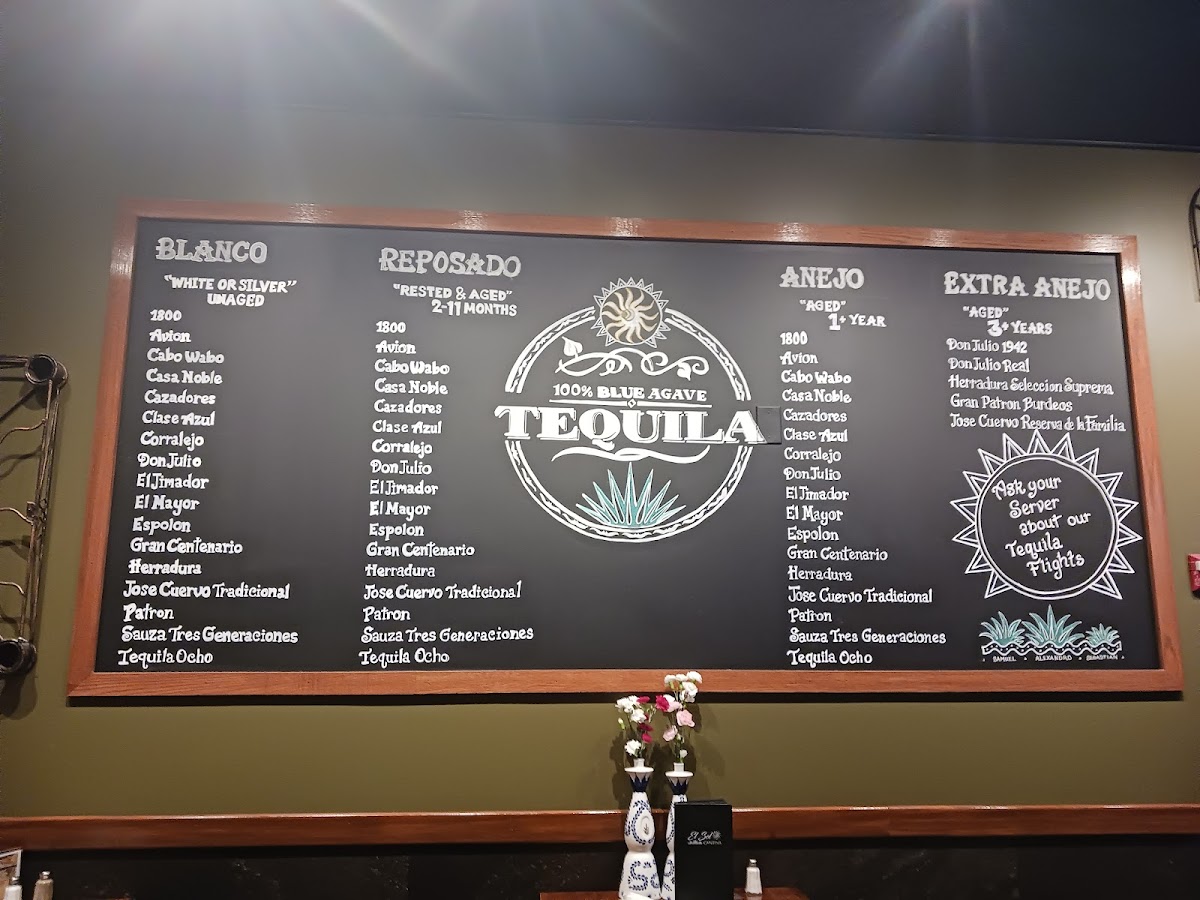 BLANCO
"WHITE OR SILVER"
UNAGED
1800
Avion
Cabo Wabo
Casa Noble
Cazadores
Clase Azul
Corralejo
Don Julio
El Jimador
El Mayor
Espolon
Gran Centenario
Herradura
Jose Cuervo Tradicional
Patron
Sauza Tres Generaciones
Tequila Ocho
REPOSADO
"RESTED & AGED"
2-11 MONTHS
1800
Avion
Cabo Wabo
Casa Noble
Cazadores
Clase Azul
Corralejo
Don Julio
El Jimador
El Mayor
Espolon
Gran Centenario
Herradura
Jose Cuervo Tradicional
Patron
Sauza Tres Generaciones
Tequila Ocho
100% BLUE AGAVE
TEQUILA
ANEJO
"AGED"
1+ YEAR
1800
Avion
Cabo Wabo
Casa Noble
Cazadores
Clase Azul
Corralejo
Don Julio
El Jimador
El Mayor
Espolon
Gran Centenario
Herradura
Jose Cuervo Tradicional
Patron
Sauza Tres Generaciones
Tequila Ocho
EXTRA ANEJO
"AGED"
3+ YEARS
Don Julio 1942
Don Julio Real
Herradura Seleccion Suprema
Gran Patron Burdeos
Jose Cuervo Reserva de la Familia
Ask your
Server
about our
Tequila
Flights
SAMUEL • ALEXANDRO • SEBASTIAN
El Sol
CANTINA